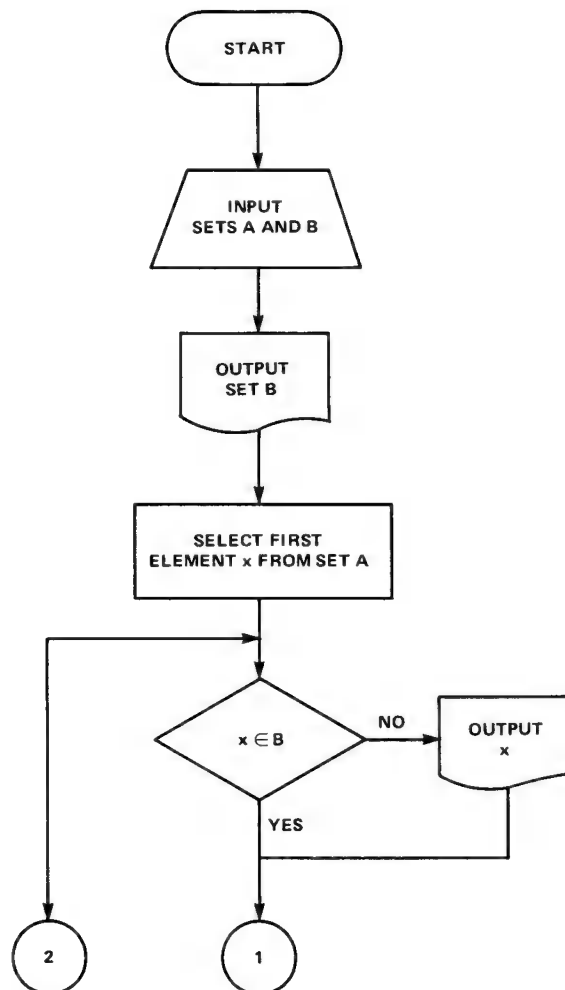 START
INPUT
SETS A AND B
OUTPUT
SET B
SELECT FIRST
ELEMENT x FROM SET A
x ∈ B
NO
OUTPUT
x
YES
2
1